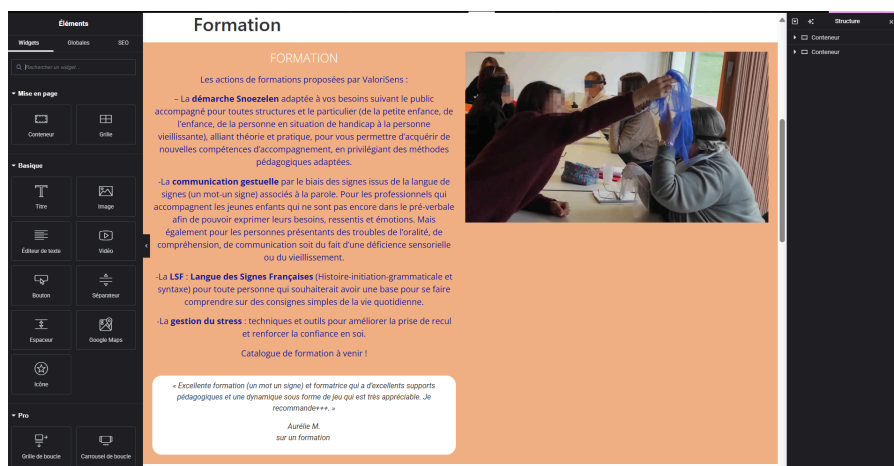 Éléments
Widgets
Globales
SEO
Rechercher un widget...
Mise en page
Conteneur
Grille
Basique
Titre
Image
Éditeur de texte
Vidéo
Bouton
Séparateur
Espaceur
Google Maps
Icône
Pro
Grille de boucle
Carrousel de boucle
Formation
FORMATION
Les actions de formations proposées par ValoriSens :
– La démarche Snoezelen adaptée à vos besoins suivant le public
accompagné pour toutes structures et le particulier (de la petite enfance, de
l'enfance, de la personne en situation de handicap à la personne
vieillissante), alliant théorie et pratique, pour vous permettre d'acquérir de
nouvelles compétences d'accompagnement, en privilégiant des méthodes
pédagogiques adaptées.
-La communication gestuelle par le biais des signes issus de la langue de
signes (un mot-un signe) associés à la parole. Pour les professionnels qui
accompagnent les jeunes enfants qui ne sont pas encore dans le pré-verbale
afin de pouvoir exprimer leurs besoins, ressentis et émotions. Mais
également pour les personnes présentants des troubles de l'oralité, de
compréhension, de communication soit du fait d'une déficience sensorielle
ou du vieillissement.
-La LSF : Langue des Signes Françaises (Histoire-initiation-grammaticale et
syntaxe) pour toute personne qui souhaiterait avoir une base pour se faire
comprendre sur des consignes simples de la vie quotidienne.
-La gestion du stress : techniques et outils pour améliorer la prise de recul
et renforcer la confiance en soi.
Catalogue de formation à venir !
« Excellente formation (un mot un signe) et formatrice qui a d'excellents supports
pédagogiques et une dynamique sous forme de jeu qui est très appréciable. Je
recommande+++. »
Aurélie M.
sur un formation
Structure
Conteneur
Conteneur